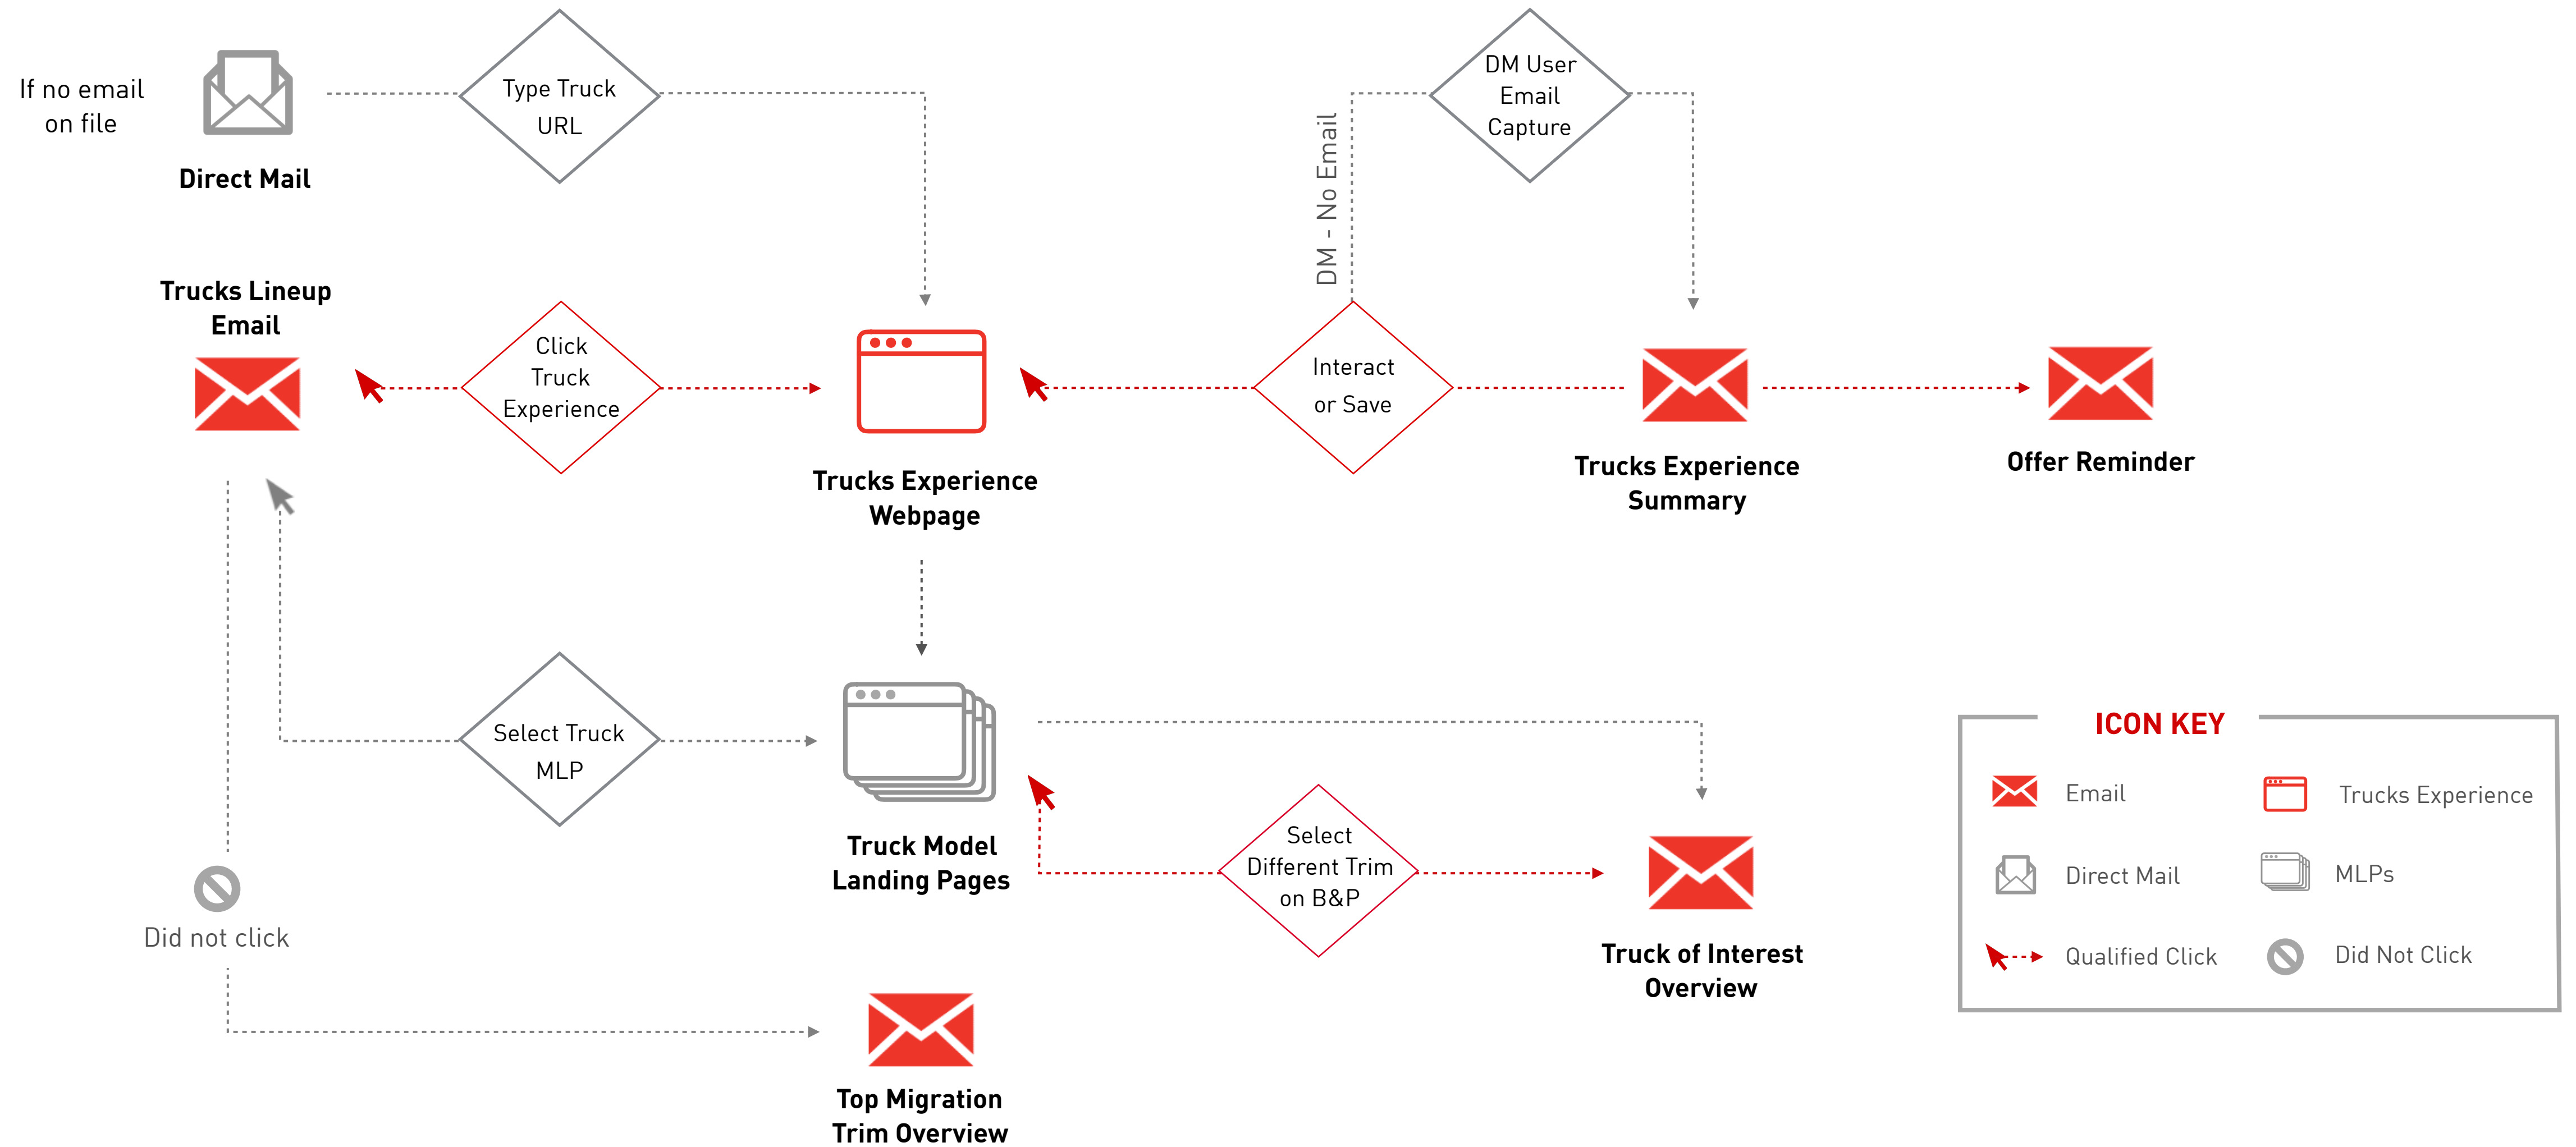 If no email
on file
Direct Mail
Type Truck
URL
DM User
Email
Capture
DM - No Email
Trucks Lineup
Email
Click
Truck
Experience
Trucks Experience
Webpage
Interact
or Save
Trucks Experience
Summary
Offer Reminder
Select Truck
MLP
Truck Model
Landing Pages
Select
Different Trim
on B&P
Truck of Interest
Overview
Did not click
Top Migration
Trim Overview
ICON KEY
Email
Trucks Experience
Direct Mail
MLPs
Qualified Click
Did Not Click